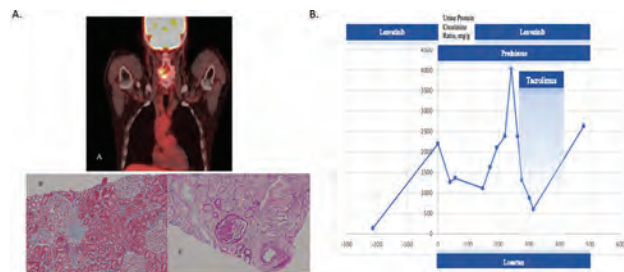 A.
B.
Urine Protein
Creatinine
Ratio, mg/g
Lenvatinib
Lenvatinib
Prednisone
Tacrolimus
4500
4000
3500
3000
2500
2000
1500
1000
500
0
-300 -200 -100 0 100 200 300 400 500 600
Losartan
A